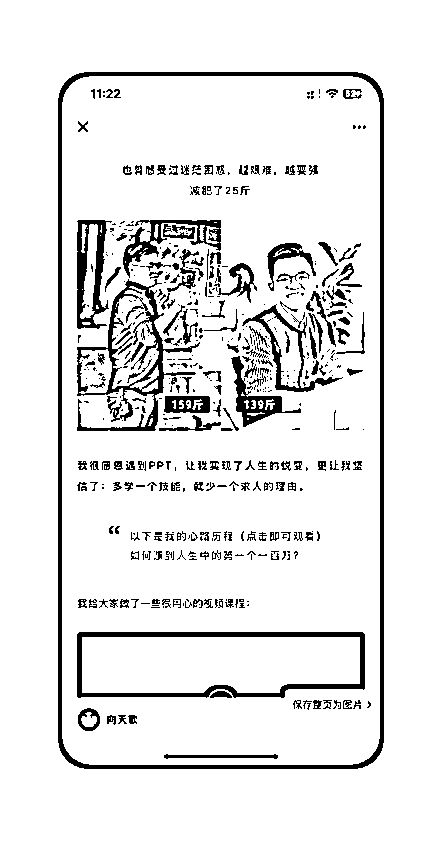 11:22
也曾感受过迷茫困惑，越艰难，越要强
减肥了25斤
159斤
139斤
我很感恩遇到PPT，让我实现了人生的蜕变，更让我坚
信了：多学一个技能，就少一个求人的理由。
“ 以下是我的心路历程（点击即可观看）
如何赚到人生中的第一个一百万？
我给大家做了一些很用心的视频课程：
保存整页为图片 ›
向天歌